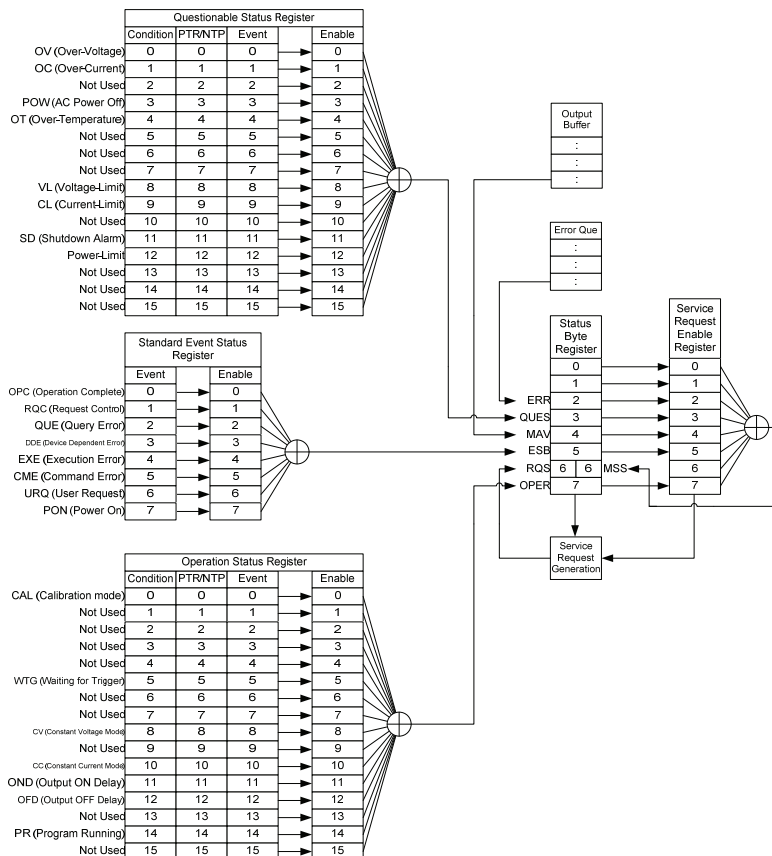 Questionable Status Register
Condition PTR/NTP Event Enable
OV (Over-Voltage) 0 0 0 0
OC (Over-Current) 1 1 1 1
Not Used 2 2 2 2
POW (AC Power Off) 3 3 3 3
OT (Over-Temperature) 4 4 4 4
Not Used 5 5 5 5
Not Used 6 6 6 6
Not Used 7 7 7 7
VL (Voltage-Limit) 8 8 8 8
CL (Current-Limit) 9 9 9 9
Not Used 10 10 10 10
SD (Shutdown Alarm) 11 11 11 11
Power-Limit 12 12 12 12
Not Used 13 13 13 13
Not Used 14 14 14 14
Not Used 15 15 15 15
Output
Buffer
:
:
:
Error Que
:
:
:
Standard Event Status
Register
Event Enable
OPC (Operation Complete) 0 0
RQC (Request Control) 1 1
QUE (Query Error) 2 2
DDE (Device Dependent Error) 3 3
EXE (Execution Error) 4 4
CME (Command Error) 5 5
URQ (User Request) 6 6
PON (Power On) 7 7
Status
Byte
Register
0
1
ERR 2
QUES 3
MAV 4
ESB 5
RQS 6 6 MSS
OPER 7
Service
Request
Enable
Register
0
1
2
3
4
5
6
7
Service
Request
Generation
Operation Status Register
Condition PTR/NTP Event Enable
CAL (Calibration mode) 0 0 0 0
Not Used 1 1 1 1
Not Used 2 2 2 2
Not Used 3 3 3 3
Not Used 4 4 4 4
WTG (Waiting for Trigger) 5 5 5 5
Not Used 6 6 6 6
Not Used 7 7 7 7
CV (Constant Voltage Mode) 8 8 8 8
Not Used 9 9 9 9
CC (Constant Current Mode) 10 10 10 10
OND (Output ON Delay) 11 11 11 11
OFD (Output OFF Delay) 12 12 12 12
Not Used 13 13 13 13
PR (Program Running) 14 14 14 14
Not Used 15 15 15 15